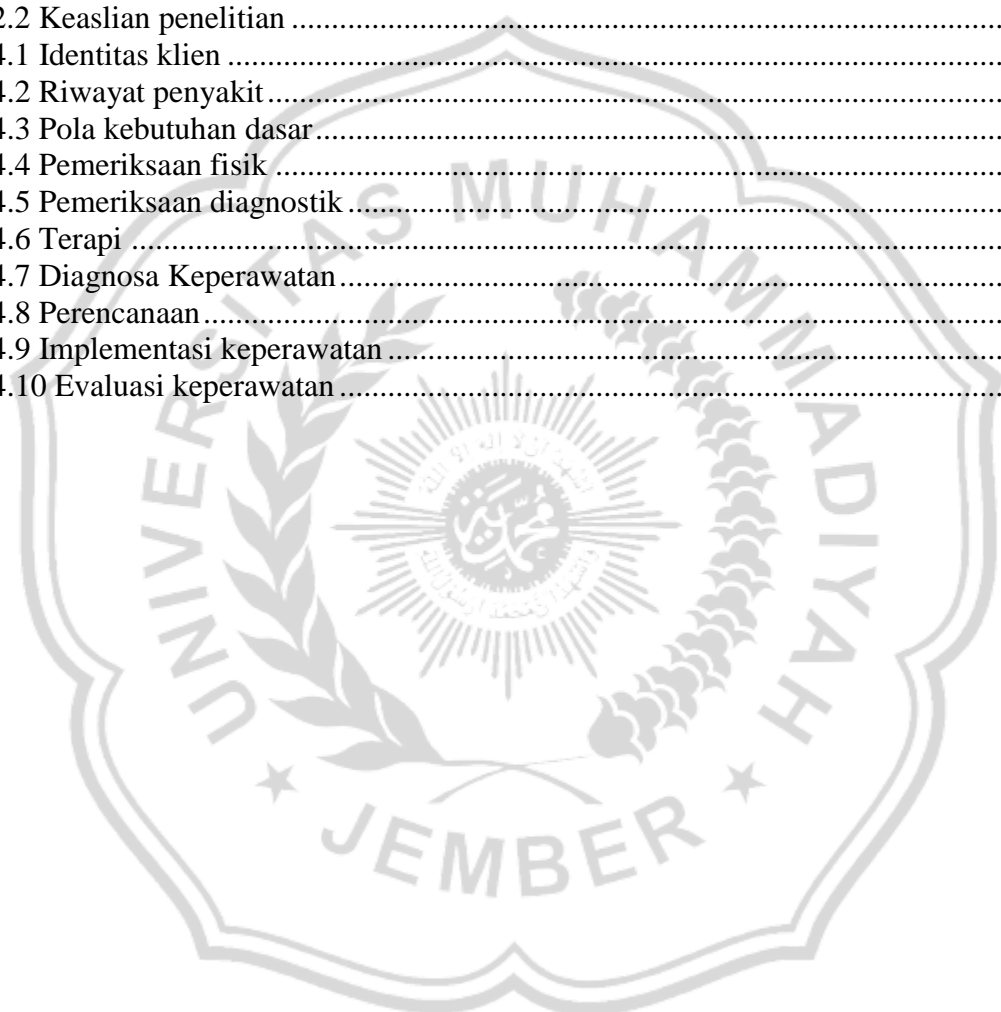 2.2 Keaslian penelitian ........................................................................................
4.1 Identitas klien ................................................................................................
4.2 Riwayat penyakit ...........................................................................................
4.3 Pola kebutuhan dasar .....................................................................................
4.4 Pemeriksaan fisik ..........................................................................................
4.5 Pemeriksaan diagnostik .................................................................................
4.6 Terapi ............................................................................................................
4.7 Diagnosa Keperawatan ..................................................................................
4.8 Perencanaan ...................................................................................................
4.9 Implementasi keperawatan ............................................................................
4.10 Evaluasi keperawatan ..................................................................................
UNIVERSITAS MUHAMMADIYAH
JEMBER